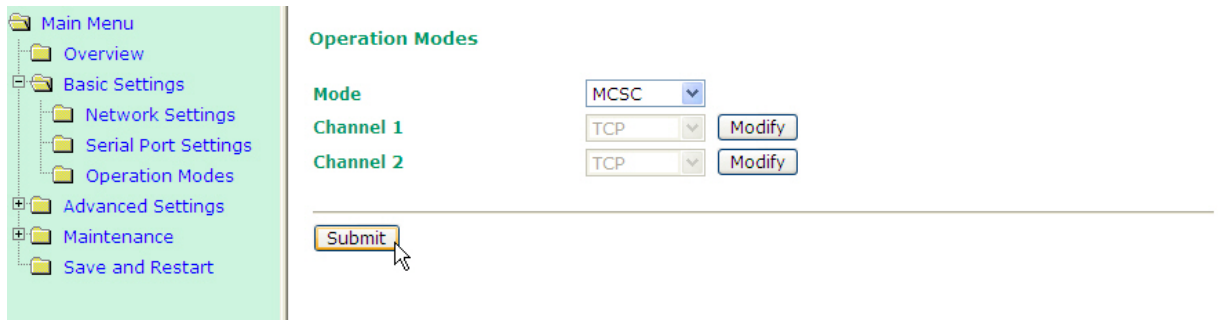 Main Menu
Overview
Basic Settings
Network Settings
Serial Port Settings
Operation Modes
Advanced Settings
Maintenance
Save and Restart
Operation Modes
Mode MCSC
Channel 1 TCP Modify
Channel 2 TCP Modify
Submit